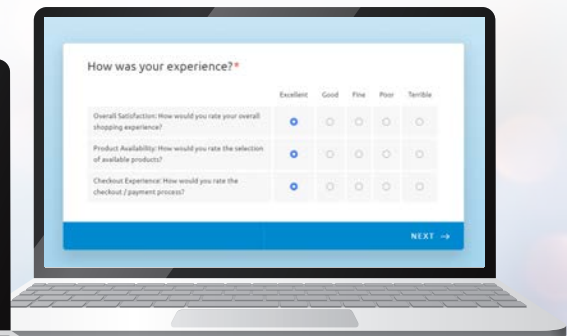 How was your experience?*
Excellent Good Fine Poor Terrible
Overall Satisfaction: How would you rate your overall
shopping experience?
Product Availability: How would you rate the selection
of available products?
Checkout Experience: How would you rate the
checkout / payment process?
NEXT →